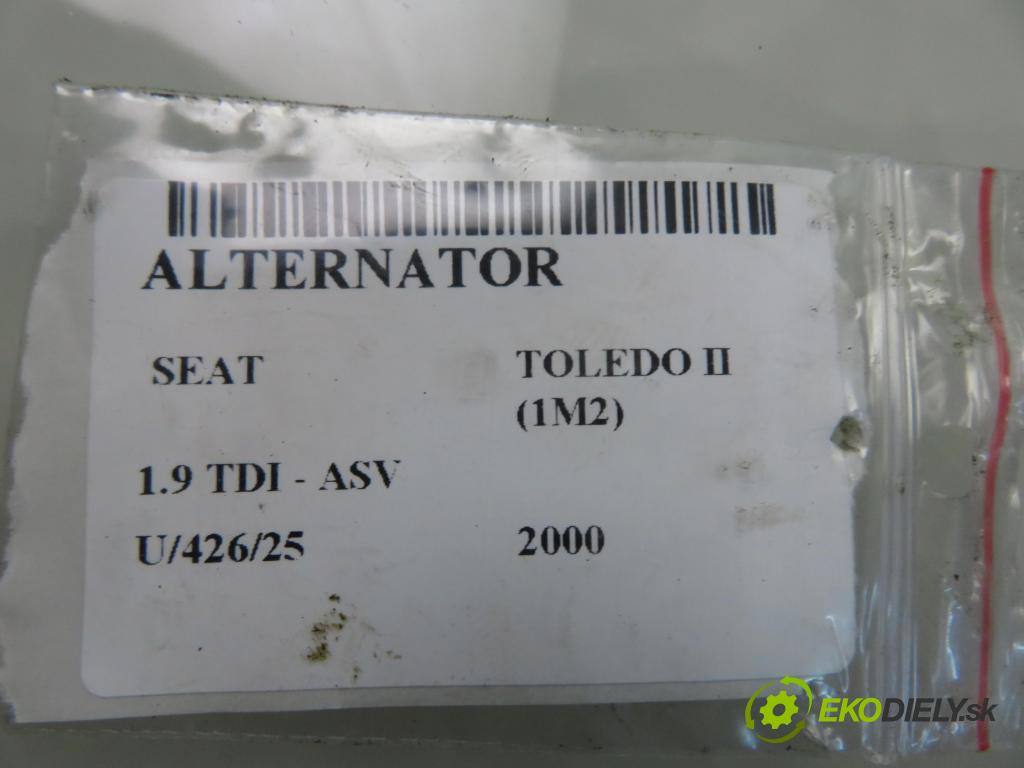 ALTERNATOR
SEAT TOLEDO II
(1M2)
1.9 TDI - ASV
U/426/25 2000
EKODIELY.sk